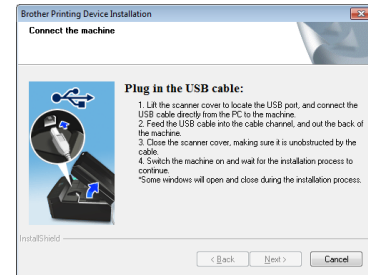 Brother Printing Device Installation
Connect the machine
Plug in the USB cable:
1. Lift the scanner cover to locate the USB port, and connect the
USB cable directly from the PC to the machine.
2. Feed the USB cable into the cable channel, and out the back of
the machine.
3. Close the scanner cover, making sure it is unobstructed by the
cable.
4. Switch the machine on and wait for the installation process to
continue.
*Some windows will open and close during the installation process.
InstallShield
< Back Next > Cancel